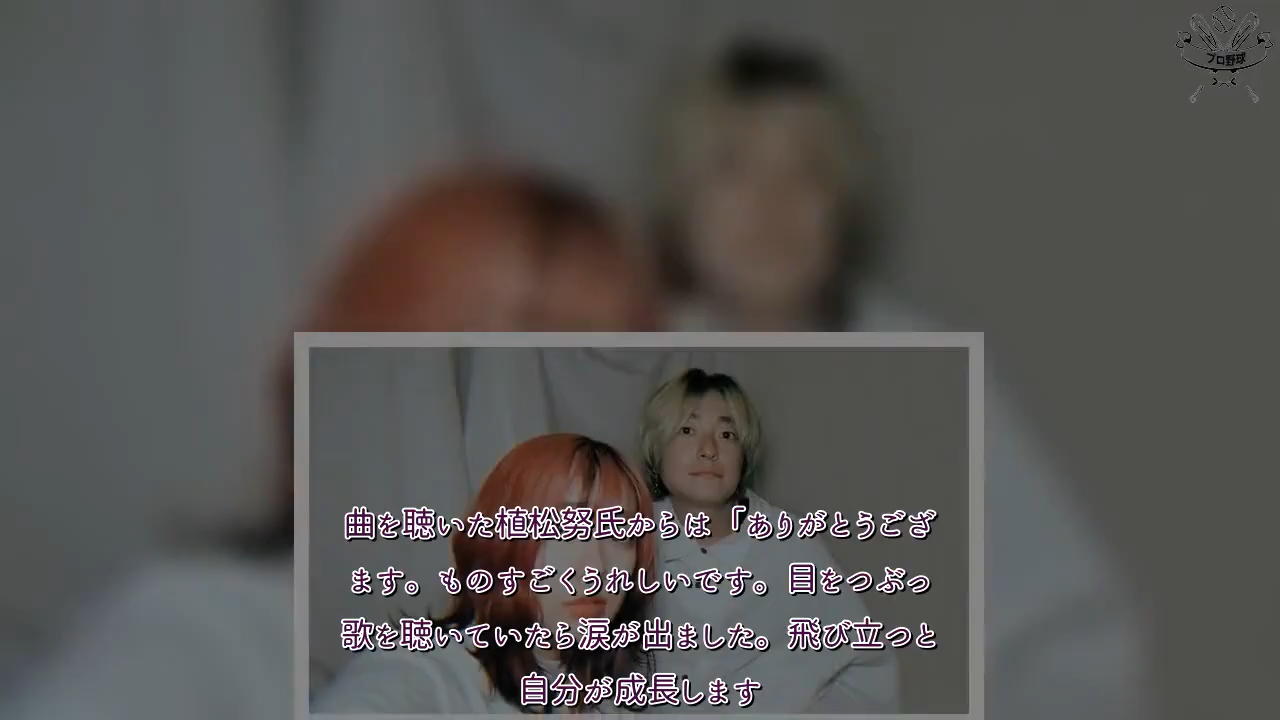 プロ野球
曲を聴いた植松努氏からは「ありがとうござ
ます。ものすごくうれしいです。目をつぶっ
歌を聴いていたら涙が出ました。飛び立つと
自分が成長します